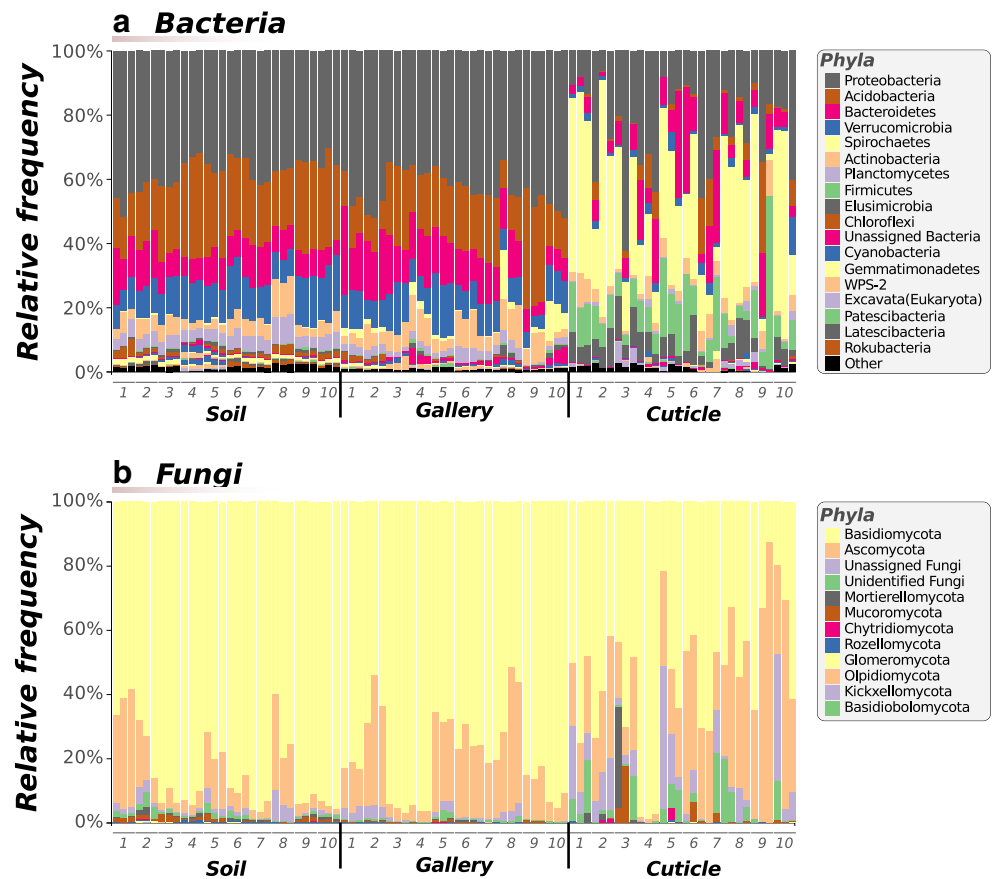 a Bacteria
Relative frequency
100%
80%
60%
40%
20%
0%
1 2 3 4 5 6 7 8 9 10 1 2 3 4 5 6 7 8 9 10 1 2 3 4 5 6 7 8 9 10
Soil Gallery Cuticle
Phyla
Proteobacteria
Acidobacteria
Bacteroidetes
Verrucomicrobia
Spirochaetes
Actinobacteria
Planctomycetes
Firmicutes
Elusimicrobia
Chloroflexi
Unassigned Bacteria
Cyanobacteria
Gemmatimonadetes
WPS-2
Excavata(Eukaryota)
Patescibacteria
Latescibacteria
Rokubacteria
Other
b Fungi
Relative frequency
100%
80%
60%
40%
20%
0%
1 2 3 4 5 6 7 8 9 10 1 2 3 4 5 6 7 8 9 10 1 2 3 4 5 6 7 8 9 10
Soil Gallery Cuticle
Phyla
Basidiomycota
Ascomycota
Unassigned Fungi
Unidentified Fungi
Mortierellomycota
Mucoromycota
Chytridiomycota
Rozellomycota
Glomeromycota
Olpidiomycota
Kickxellomycota
Basidiobolomycota